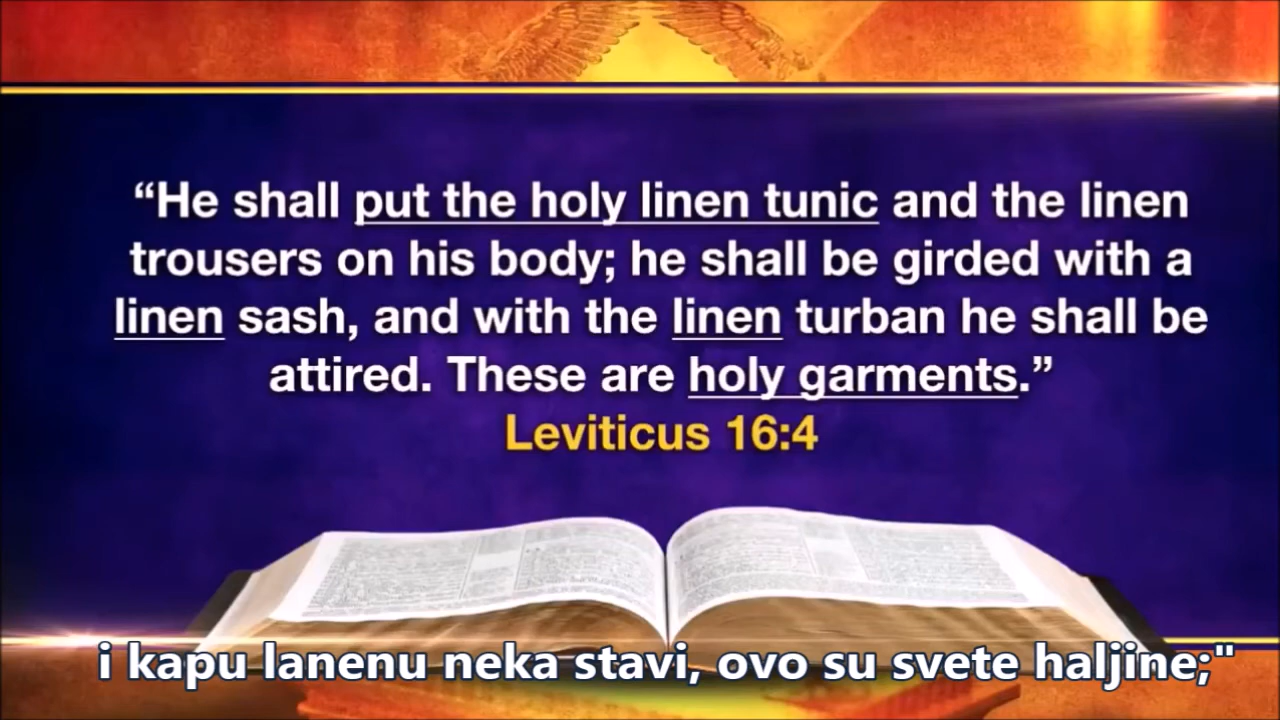 “He shall put the holy linen tunic and the linen
trousers on his body; he shall be girded with a
linen sash, and with the linen turban he shall be
attired. These are holy garments.”
Leviticus 16:4
i kapu lanenu neka stavi, ovo su svete haljine;"